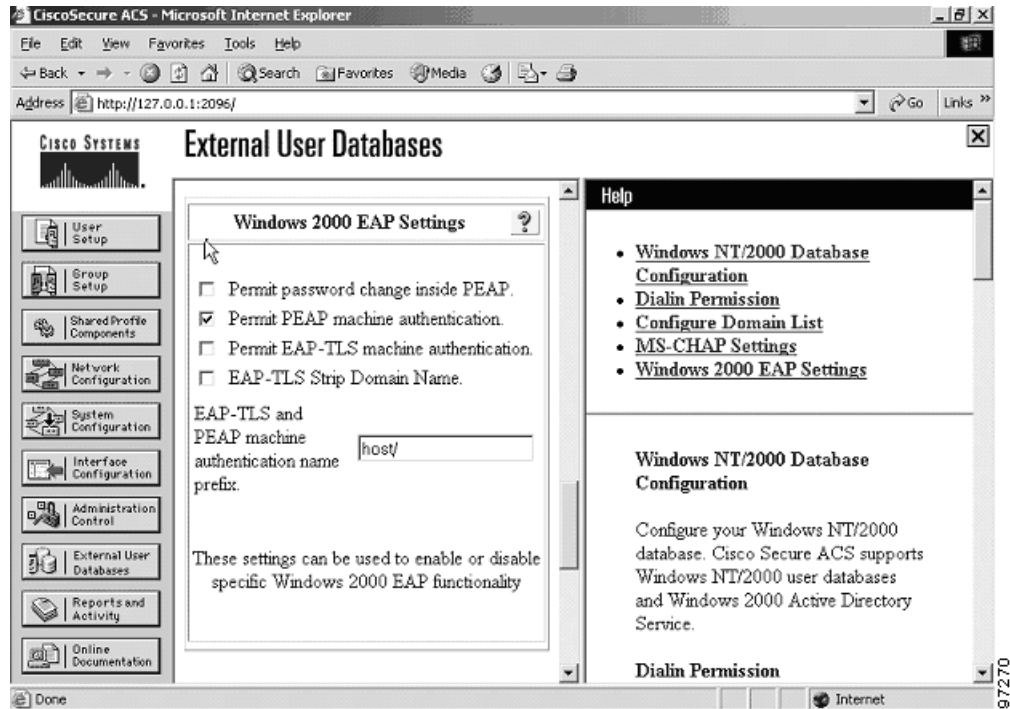 CiscoSecure ACS - Microsoft Internet Explorer
File Edit View Favorites Tools Help
Back Search Favorites Media
Address http://127.0.0.1:2096/ Go Links »
CISCO SYSTEMS
External User Databases
User
Setup
Group
Setup
Shared Profile
Components
Network
Configuration
System
Configuration
Interface
Configuration
Administration
Control
External User
Databases
Reports and
Activity
Online
Documentation
Windows 2000 EAP Settings ?
Permit password change inside PEAP.
Permit PEAP machine authentication.
Permit EAP-TLS machine authentication.
EAP-TLS Strip Domain Name.
EAP-TLS and
PEAP machine
authentication name
prefix.
host/
These settings can be used to enable or disable
specific Windows 2000 EAP functionality
Help
Windows NT/2000 Database
Configuration
Dialin Permission
Configure Domain List
MS-CHAP Settings
Windows 2000 EAP Settings
Windows NT/2000 Database
Configuration
Configure your Windows NT/2000
database. Cisco Secure ACS supports
Windows NT/2000 user databases
and Windows 2000 Active Directory
Service.
Dialin Permission
Done Internet
97270